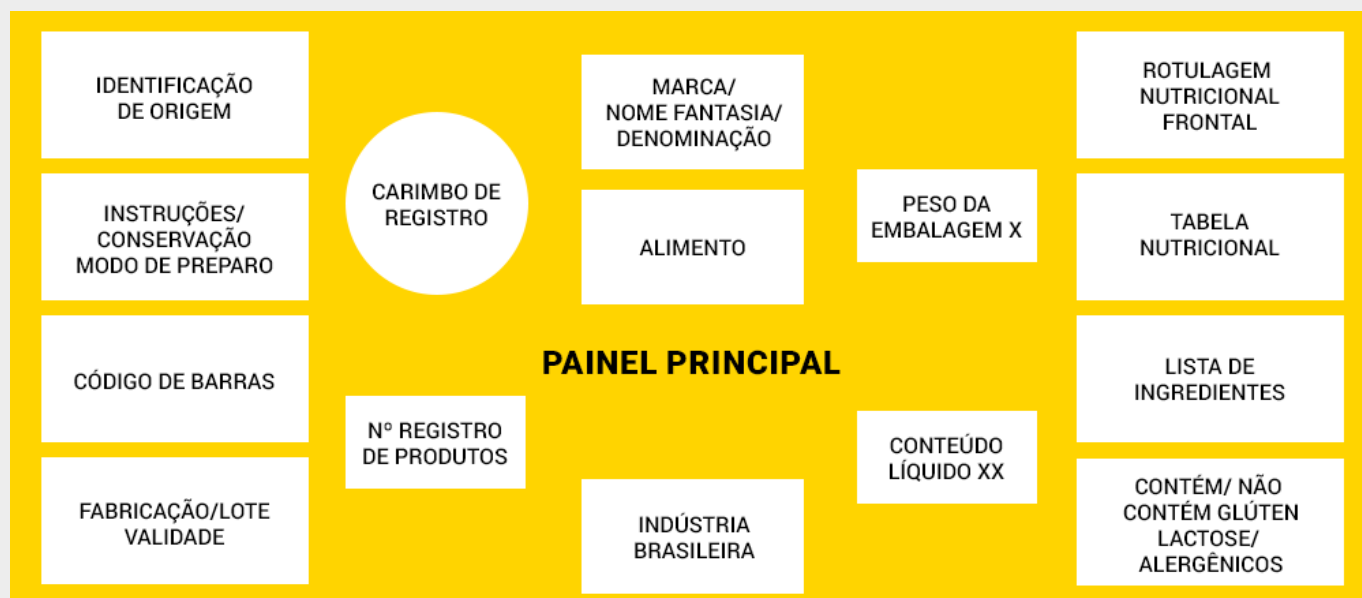 IDENTIFICAÇÃO
DE ORIGEM
INSTRUÇÕES/
CONSERVAÇÃO
MODO DE PREPARO
CÓDIGO DE BARRAS
FABRICAÇÃO/LOTE
VALIDADE
CARIMBO DE
REGISTRO
Nº REGISTRO
DE PRODUTOS
MARCA/
NOME FANTASIA/
DENOMINAÇÃO
ALIMENTO
PAINEL PRINCIPAL
INDÚSTRIA
BRASILEIRA
PESO DA
EMBALAGEM X
CONTEÚDO
LÍQUIDO XX
ROTULAGEM
NUTRICIONAL
FRONTAL
TABELA
NUTRICIONAL
LISTA DE
INGREDIENTES
CONTÉM/ NÃO
CONTÉM GLÚTEN
LACTOSE/
ALERGÊNICOS